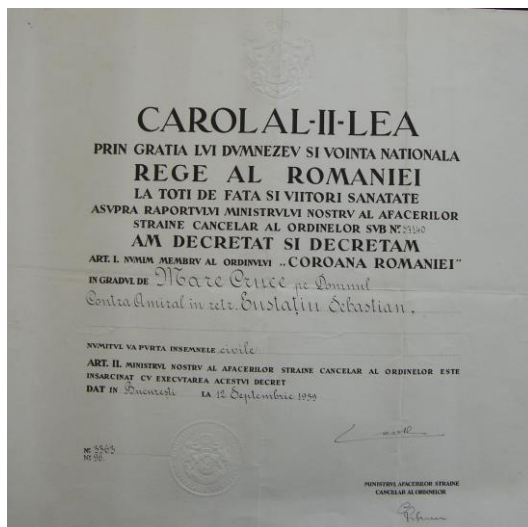 CAROL AL-II-LEA
PRIN GRATIA LVI DVMNEZEV SI VOINTA NATIONALA
REGE AL ROMANIEI
LA TOTI DE FATA SI VIITORI SANATATE
ASVPRA RAPORTVLVI MINISTRVLVI NOSTRV AL AFACERILOR
STRAINE CANCELAR AL ORDINELOR SVB Nº
AM DECRETAT SI DECRETAM
ART. I. NVMIM MEMBRV AL ORDINVLVI „COROANA ROMANIEI"
IN GRADVL DE Mare Cruce pe Domnul
Contra Amiral in retr. Eustatiu Sebastian.
NVMITVL VA PVRTA INSEMNELE civile
ART. II. MINISTRVL NOSTRV AL AFACERILOR STRAINE CANCELAR AL ORDINELOR ESTE
INSARCINAT CV EXECVTAREA ACESTVI DECRET
DAT IN Bucuresti LA 12 Septembrie 1939
Nº 3363
Nº 96
MINISTRVL AFACERILOR STRAINE
CANCELAR AL ORDINELOR